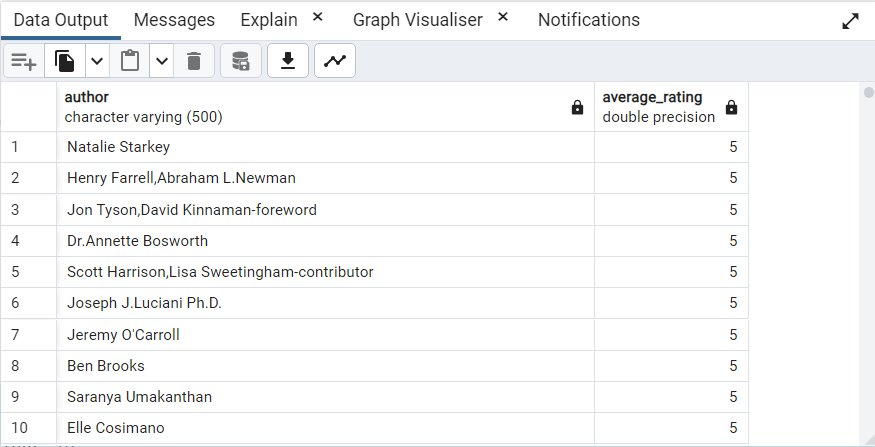 Data Output Messages Explain × Graph Visualiser × Notifications
author average_rating
character varying (500) double precision
1 Natalie Starkey 5
2 Henry Farrell,Abraham L.Newman 5
3 Jon Tyson,David Kinnaman-foreword 5
4 Dr.Annette Bosworth 5
5 Scott Harrison,Lisa Sweetingham-contributor 5
6 Joseph J.Luciani Ph.D. 5
7 Jeremy O'Carroll 5
8 Ben Brooks 5
9 Saranya Umakanthan 5
10 Elle Cosimano 5